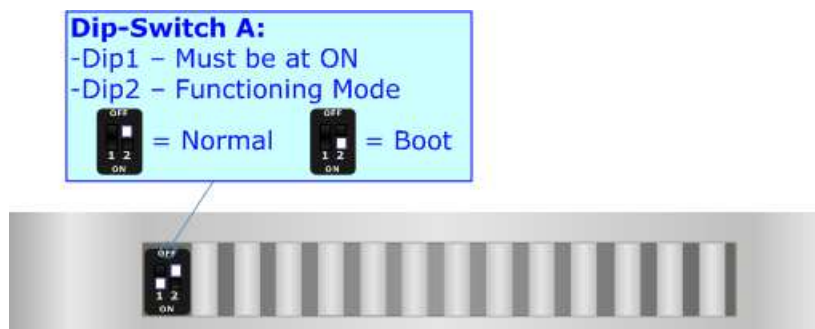 Dip-Switch A:
-Dip1 – Must be at ON
-Dip2 – Functioning Mode
OFF
1 2
ON
= Normal
OFF
1 2
ON
= Boot
OFF
1 2
ON